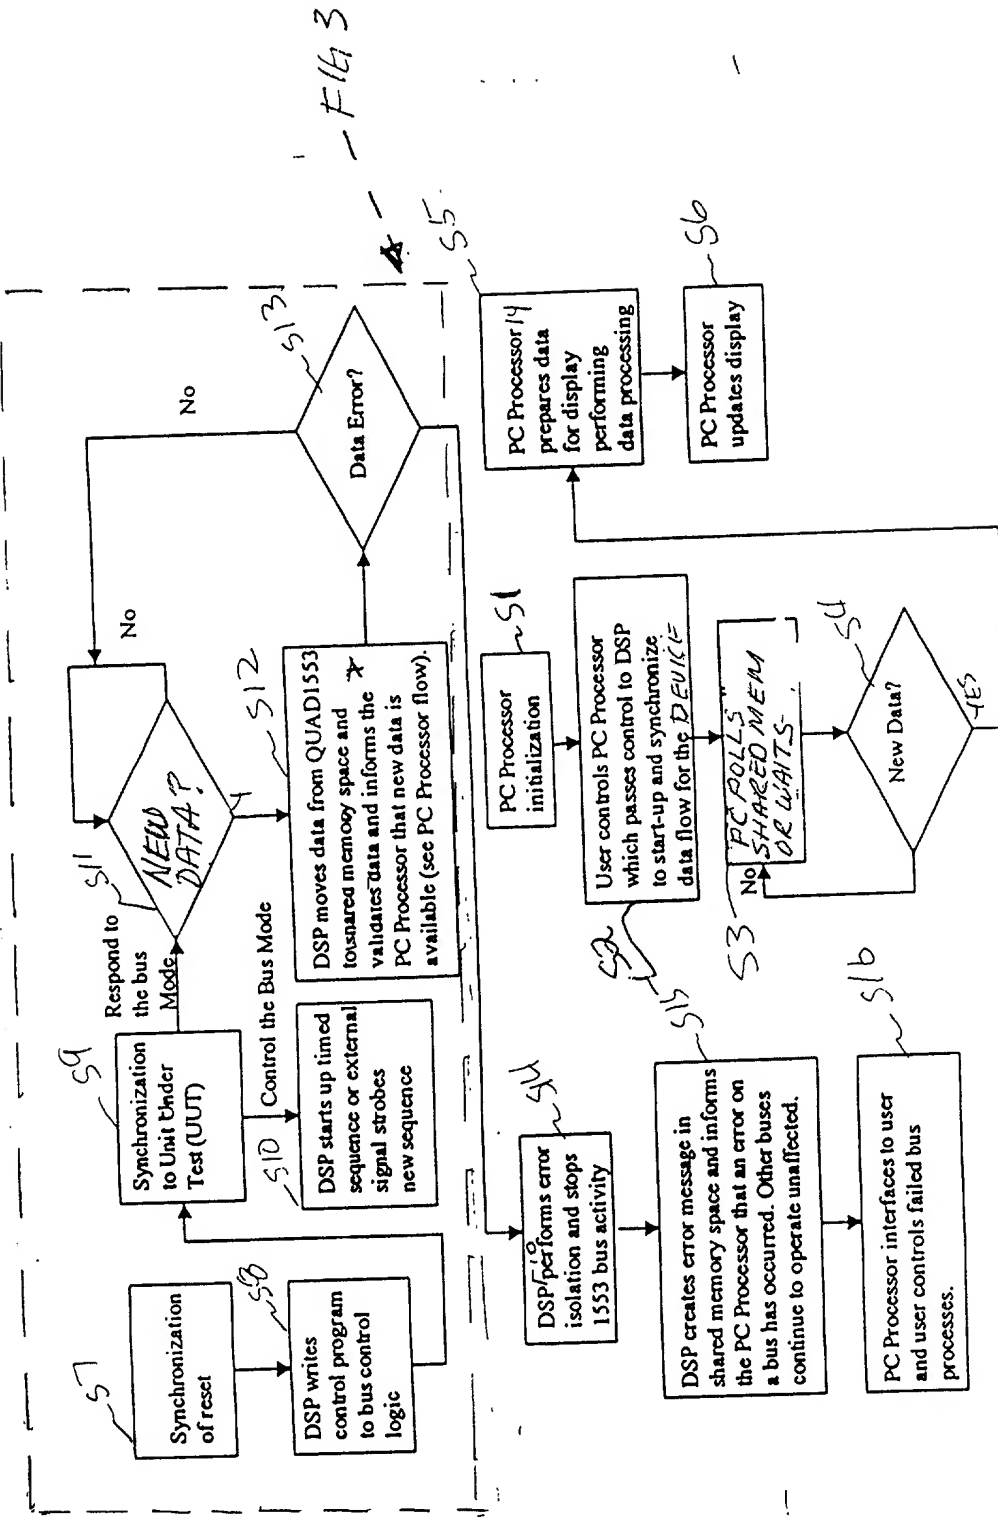 S7
Synchronization
of reset
S8
DSP writes
control program
to bus control
logic
S9
Synchronization
to Unit Under
Test (UUT)
Respond to
the bus
Mode
Control the Bus Mode
S10
DSP starts up timed
sequence or external
signal strobes
new sequence
S11
NEW
DATA?
Y
No
No
S12
DSP moves data from QUAD1553
to shared memory space and
validates data and informs the
PC Processor that new data is
available (see PC Processor flow).
S13
Data Error?
FIG 3
S14
DSP performs error
isolation and stops
1553 bus activity
S15
DSP creates error message in
shared memory space and informs
the PC Processor that an error on
a bus has occurred. Other buses
continue to operate unaffected.
S16
PC Processor interfaces to user
and user controls failed bus
processes.
S1
PC Processor
initialization
S2
User controls PC Processor
which passes control to DSP
to start-up and synchronize
data flow for the DEVICE
S3
PC POLLS
SHARED MEM
OR WAITS
No
S4
New Data?
YES
S5
PC Processor 14
prepares data
for display
performing
data processing
S6
PC Processor
updates display